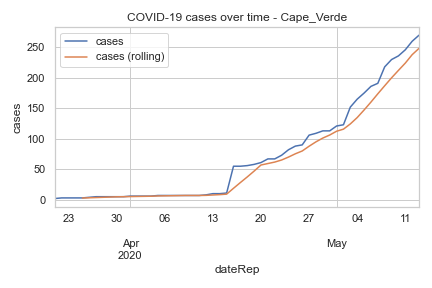 COVID-19 cases over time - Cape_Verde
cases
cases (rolling)
250
200
150
100
50
0
cases
23 30 06 13 20 27 04 11
Apr May
2020
dateRep